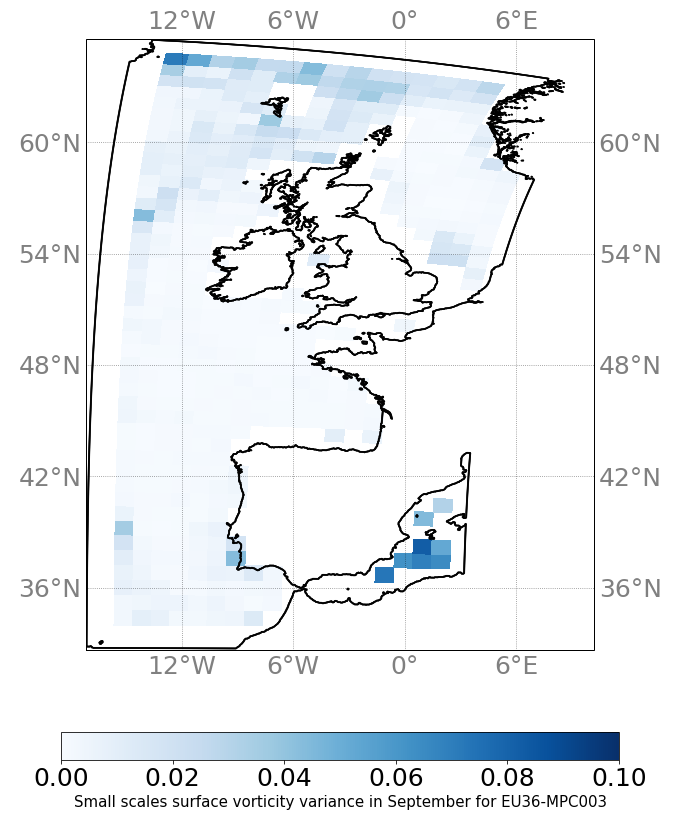 12°W 6°W 0° 6°E
60°N 60°N
54°N 54°N
48°N 48°N
42°N 42°N
36°N 36°N
12°W 6°W 0° 6°E
0.00 0.02 0.04 0.06 0.08 0.10
Small scales surface vorticity variance in September for EU36-MPC003